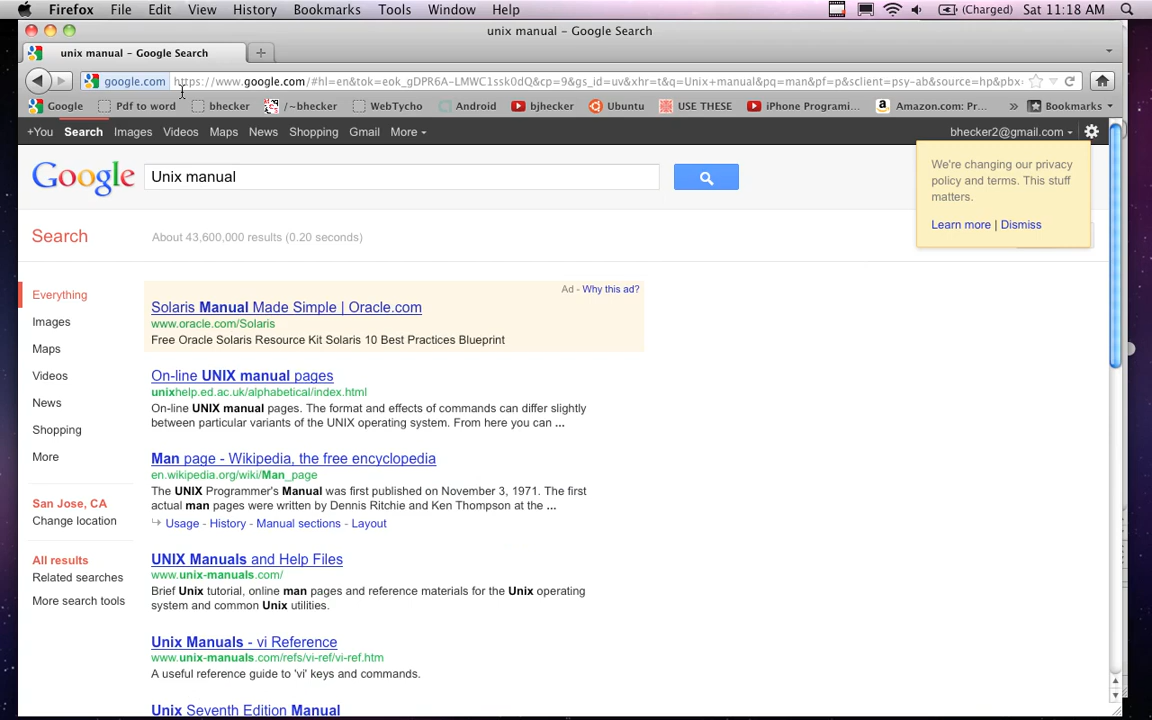 Firefox File Edit View History Bookmarks Tools Window Help (Charged) Sat 11:18 AM
unix manual – Google Search
unix manual – Google Search
google.com https://www.google.com/#hl=en&tok=eok_gDPR6A-LMWC1ssk0dQ&cp=9&gs_id=uv&xhr=t&q=Unix+manual&pq=man&pf=p&sclient=psy-ab&source=hp&pbx=
Google Pdf to word bhecker /~bhecker WebTycho Android bjhecker Ubuntu USE THESE iPhone Programi... Amazon.com: Pr... » Bookmarks
+You Search Images Videos Maps News Shopping Gmail More bhecker2@gmail.com
We're changing our privacy
policy and terms. This stuff
matters.
Learn more | Dismiss
Google Unix manual
Search About 43,600,000 results (0.20 seconds)
Everything
Images
Maps
Videos
News
Shopping
More
San Jose, CA
Change location
All results
Related searches
More search tools
Ad - Why this ad?
Solaris Manual Made Simple | Oracle.com
www.oracle.com/Solaris
Free Oracle Solaris Resource Kit Solaris 10 Best Practices Blueprint
On-line UNIX manual pages
unixhelp.ed.ac.uk/alphabetical/index.html
On-line UNIX manual pages. The format and effects of commands can differ slightly
between particular variants of the UNIX operating system. From here you can ...
Man page - Wikipedia, the free encyclopedia
en.wikipedia.org/wiki/Man_page
The UNIX Programmer's Manual was first published on November 3, 1971. The first
actual man pages were written by Dennis Ritchie and Ken Thompson at the ...
Usage - History - Manual sections - Layout
UNIX Manuals and Help Files
www.unix-manuals.com/
Brief Unix tutorial, online man pages and reference materials for the Unix operating
system and common Unix utilities.
Unix Manuals - vi Reference
www.unix-manuals.com/refs/vi-ref/vi-ref.htm
A useful reference guide to 'vi' keys and commands.
Unix Seventh Edition Manual